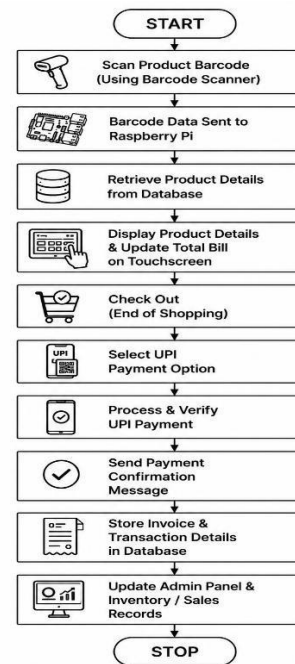 START
Scan Product Barcode
(Using Barcode Scanner)
Barcode Data Sent to
Raspberry Pi
Retrieve Product Details
from Database
Display Product Details
& Update Total Bill
on Touchscreen
Check Out
(End of Shopping)
UPI
Select UPI
Payment Option
Process & Verify
UPI Payment
Send Payment
Confirmation
Message
Store Invoice &
Transaction Details
in Database
Update Admin Panel &
Inventory / Sales
Records
STOP